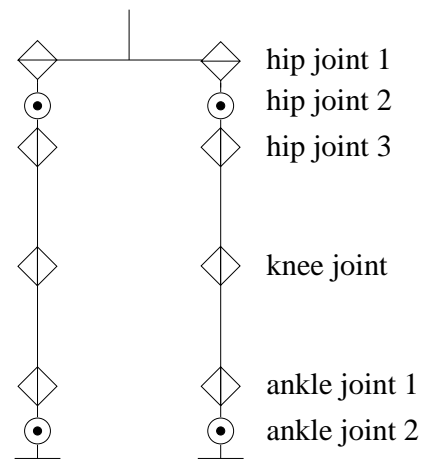 hip joint 1
hip joint 2
hip joint 3
knee joint
ankle joint 1
ankle joint 2